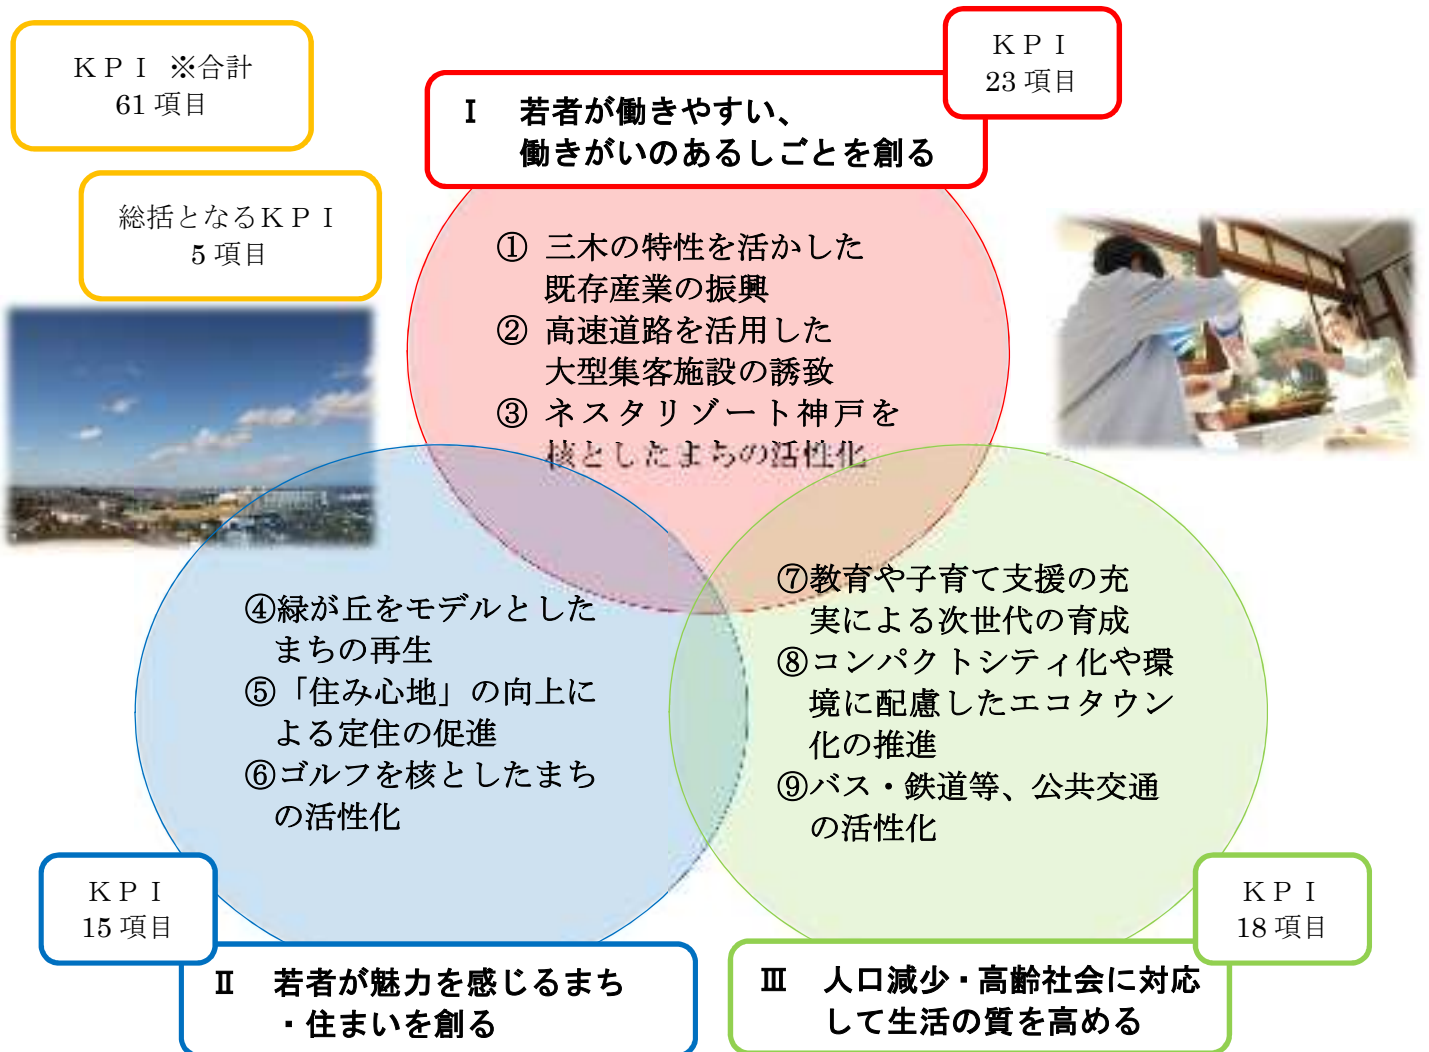 ＫＰＩ ※合計
61 項目
総括となるＫＰＩ
5 項目
ＫＰＩ
23 項目
Ⅰ 若者が働きやすい、
働きがいのあるしごとを創る
① 三木の特性を活かした
既存産業の振興
② 高速道路を活用した
大型集客施設の誘致
③ ネスタリゾート神戸を
核としたまちの活性化
④緑が丘をモデルとした
まちの再生
⑤「住み心地」の向上に
よる定住の促進
⑥ゴルフを核としたまち
の活性化
⑦教育や子育て支援の充
実による次世代の育成
⑧コンパクトシティ化や環
境に配慮したエコタウン
化の推進
⑨バス・鉄道等、公共交通
の活性化
ＫＰＩ
15 項目
Ⅱ 若者が魅力を感じるまち
・住まいを創る
ＫＰＩ
18 項目
Ⅲ 人口減少・高齢社会に対応
して生活の質を高める